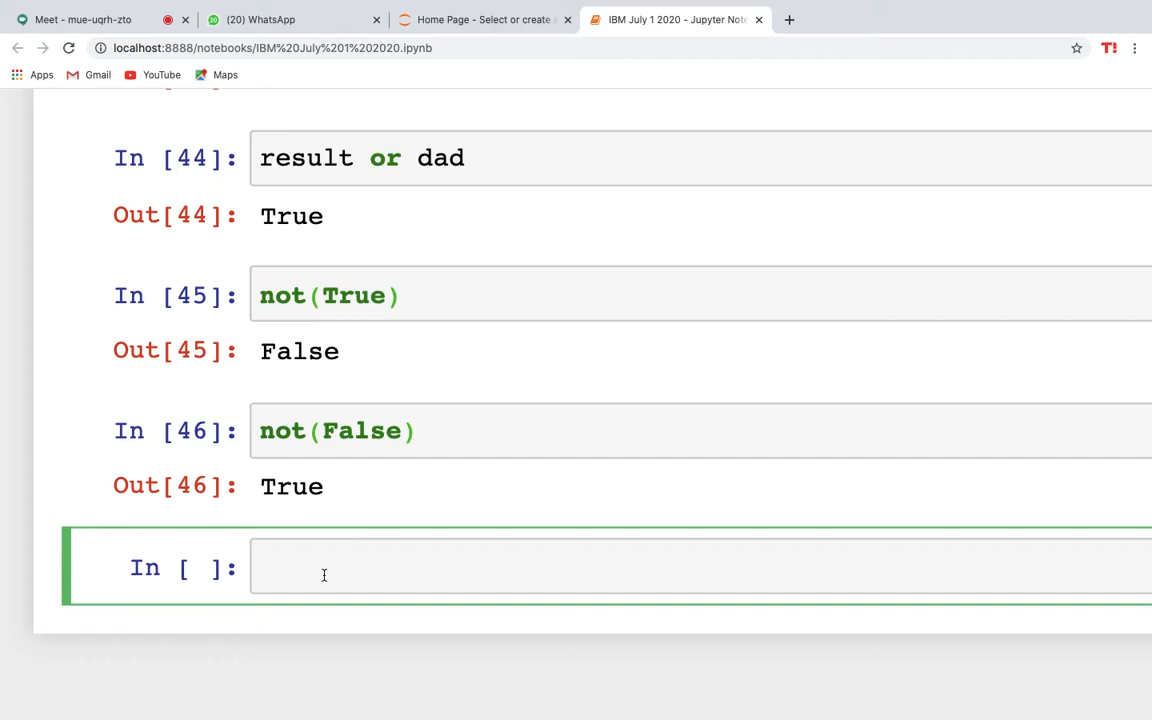 Meet - mue-uqrh-zto
(20) WhatsApp
Home Page - Select or create a
IBM July 1 2020 - Jupyter Note
localhost:8888/notebooks/IBM%20July%201%202020.ipynb
T!
Apps
Gmail
YouTube
Maps
In [44]:
result or dad
Out[44]:
True
In [45]:
not(True)
Out[45]:
False
In [46]:
not(False)
Out[46]:
True
In [ ]: